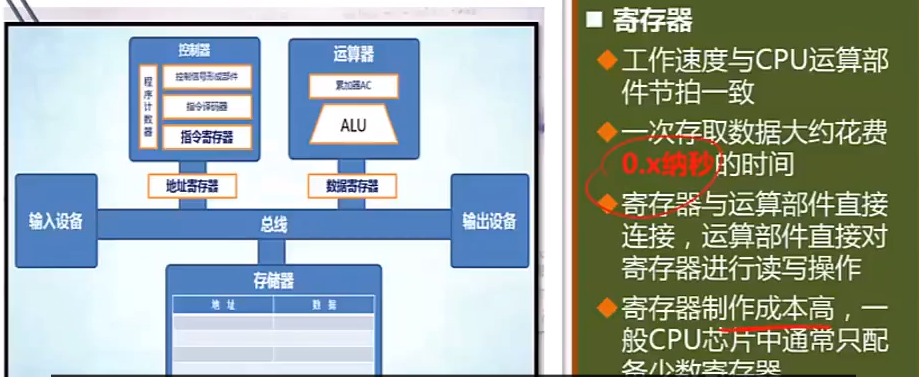 控制器
程序计数器
控制信号形成部件
指令译码器
指令寄存器
运算器
累加器AC
ALU
地址寄存器
数据寄存器
输入设备
总线
输出设备
存储器
地 址
数 据
■ 寄存器
◆工作速度与CPU运算部
件节拍一致
◆一次存取数据大约花费
0.x纳秒的时间
◆寄存器与运算部件直接
连接，运算部件直接对
寄存器进行读写操作
◆寄存器制作成本高，一
般CPU芯片中通常只配
备少数寄存器